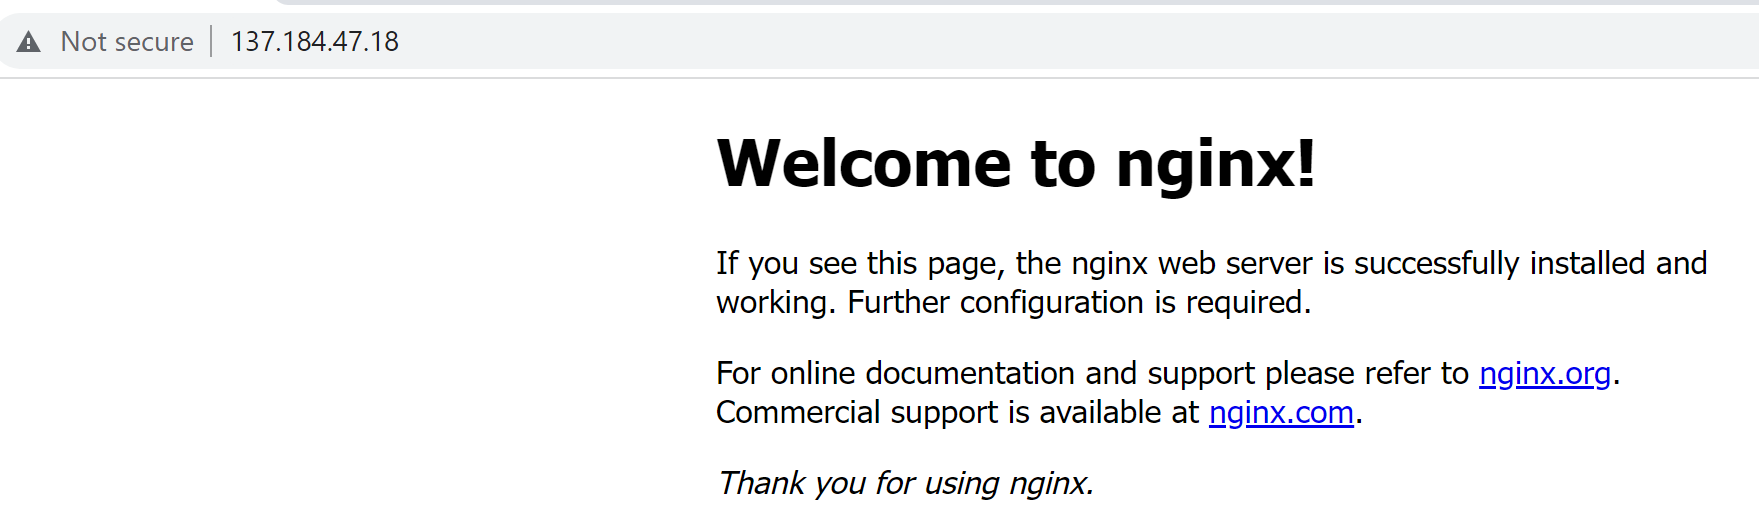 Not secure 137.184.47.18
Welcome to nginx!
If you see this page, the nginx web server is successfully installed and
working. Further configuration is required.
For online documentation and support please refer to nginx.org.
Commercial support is available at nginx.com.
Thank you for using nginx.